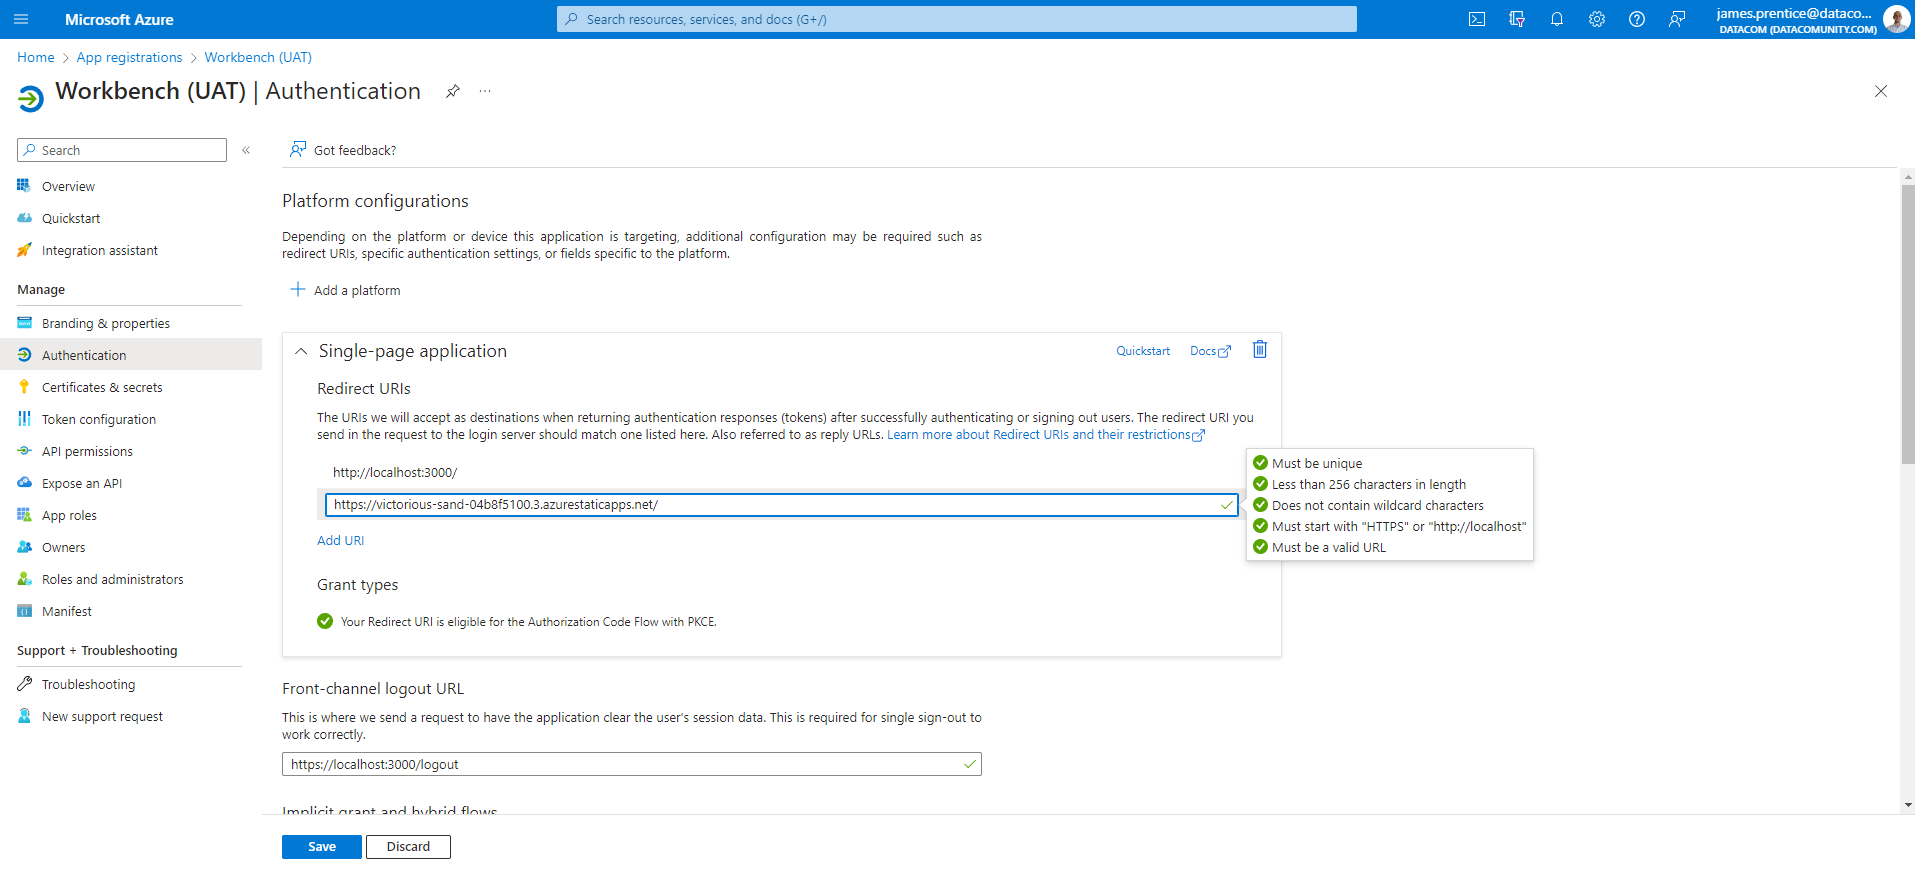 Microsoft Azure
Search resources, services, and docs (G+/)
james.prentice@dataco...
DATACOM (DATACOMUNITY.COM)
Home > App registrations > Workbench (UAT)
Workbench (UAT) | Authentication
Search
«
Got feedback?
Overview
Quickstart
Integration assistant
Manage
Branding & properties
Authentication
Certificates & secrets
Token configuration
API permissions
Expose an API
App roles
Owners
Roles and administrators
Manifest
Support + Troubleshooting
Troubleshooting
New support request
Platform configurations
Depending on the platform or device this application is targeting, additional configuration may be required such as
redirect URIs, specific authentication settings, or fields specific to the platform.
Add a platform
Single-page application
Quickstart
Docs
Redirect URIs
The URIs we will accept as destinations when returning authentication responses (tokens) after successfully authenticating or signing out users. The redirect URI you
send in the request to the login server should match one listed here. Also referred to as reply URLs. Learn more about Redirect URIs and their restrictions
http://localhost:3000/
https://victorious-sand-04b8f5100.3.azurestaticapps.net/
Must be unique
Less than 256 characters in length
Does not contain wildcard characters
Must start with "HTTPS" or "http://localhost"
Must be a valid URL
Add URI
Grant types
Your Redirect URI is eligible for the Authorization Code Flow with PKCE.
Front-channel logout URL
This is where we send a request to have the application clear the user's session data. This is required for single sign-out to
work correctly.
https://localhost:3000/logout
Implicit grant and hybrid flows
Save
Discard